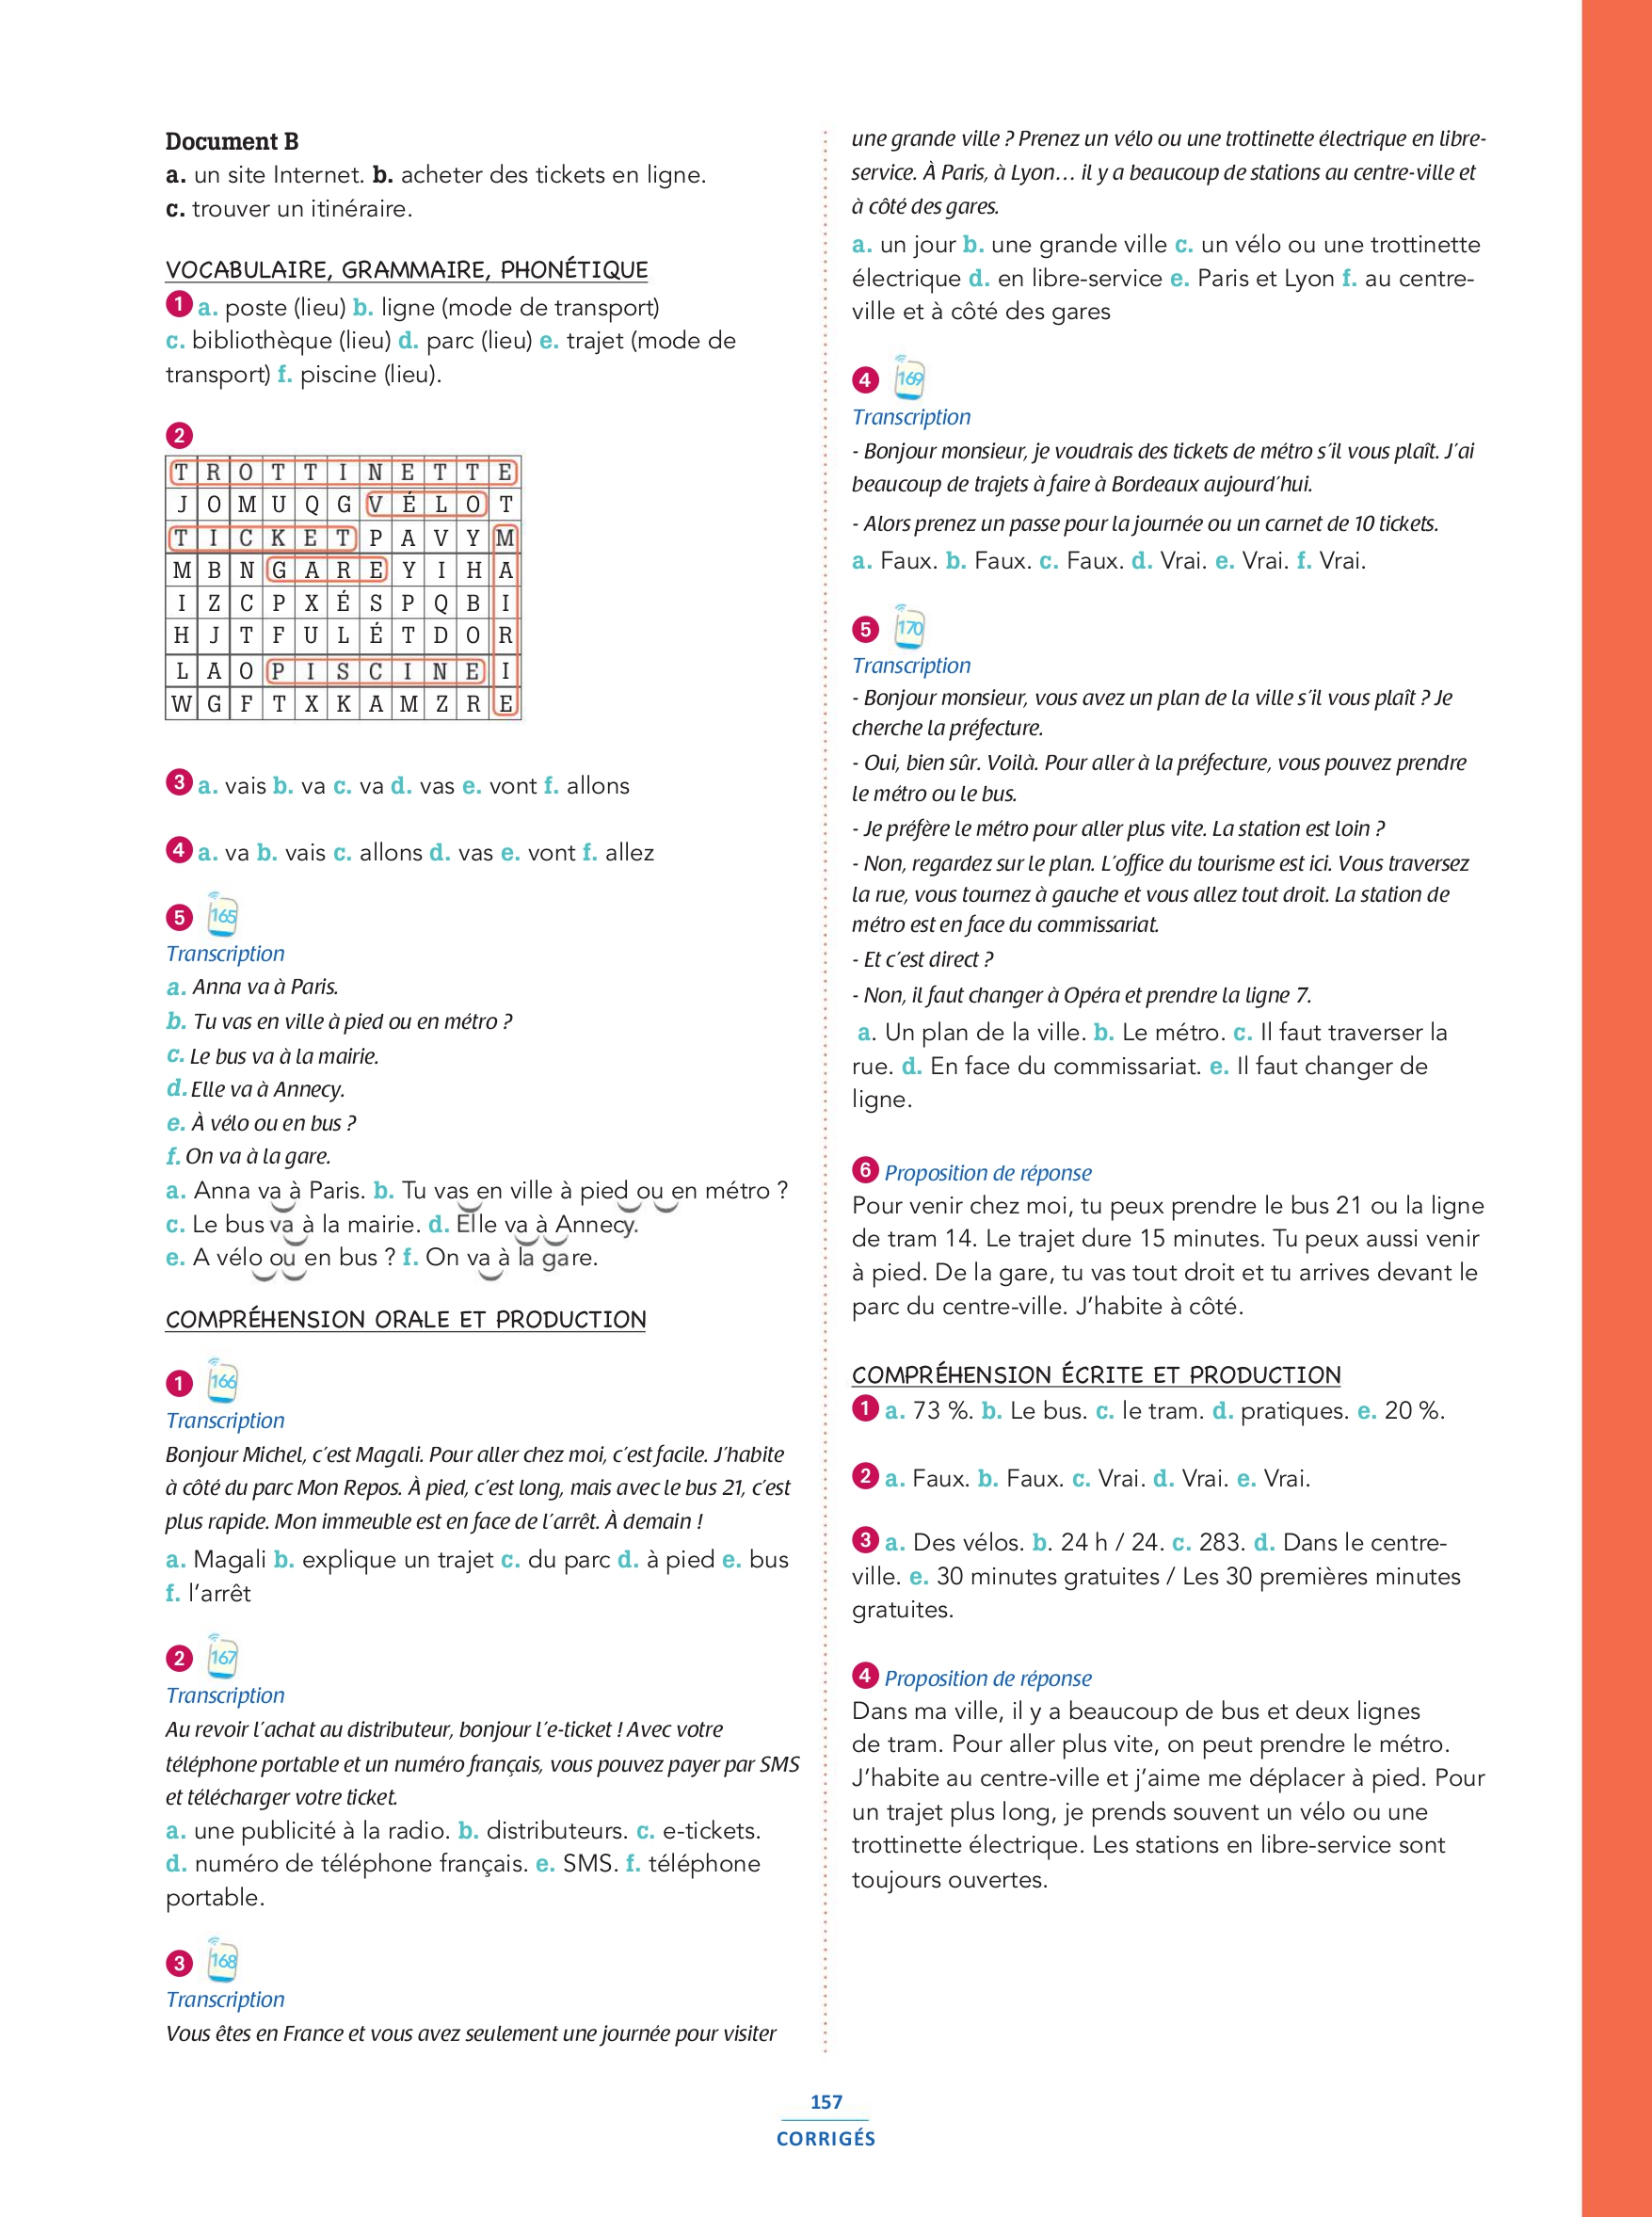 Document B
a. un site Internet. b. acheter des tickets en ligne.
c. trouver un itinéraire.
VOCABULAIRE, GRAMMAIRE, PHONÉTIQUE
1 a. poste (lieu) b. ligne (mode de transport)
c. bibliothèque (lieu) d. parc (lieu) e. trajet (mode de
transport) f. piscine (lieu).
2
T R O T T I N E T T E
J O M U Q G V É L O T
T I C K E T P A V Y M
M B N G A R E Y I H A
I Z C P X É S P Q B I
H J T F U L É T D O R
L A O P I S C I N E I
W G F T X K A M Z R E
3 a. vais b. va c. va d. vas e. vont f. allons
4 a. va b. vais c. allons d. vas e. vont f. allez
5 165
Transcription
a. Anna va à Paris.
b. Tu vas en ville à pied ou en métro ?
c. Le bus va à la mairie.
d. Elle va à Annecy.
e. À vélo ou en bus ?
f. On va à la gare.
a. Anna va à Paris. b. Tu vas en ville à pied ou en métro ?
c. Le bus va à la mairie. d. Elle va à Annecy.
e. A vélo ou en bus ? f. On va à la gare.
COMPRÉHENSION ORALE ET PRODUCTION
1 166
Transcription
Bonjour Michel, c'est Magali. Pour aller chez moi, c'est facile. J'habite
à côté du parc Mon Repos. À pied, c'est long, mais avec le bus 21, c'est
plus rapide. Mon immeuble est en face de l'arrêt. À demain !
a. Magali b. explique un trajet c. du parc d. à pied e. bus
f. l'arrêt
2 167
Transcription
Au revoir l'achat au distributeur, bonjour l'e-ticket ! Avec votre
téléphone portable et un numéro français, vous pouvez payer par SMS
et télécharger votre ticket.
a. une publicité à la radio. b. distributeurs. c. e-tickets.
d. numéro de téléphone français. e. SMS. f. téléphone
portable.
3 168
Transcription
Vous êtes en France et vous avez seulement une journée pour visiter
une grande ville ? Prenez un vélo ou une trottinette électrique en libre-
service. À Paris, à Lyon… il y a beaucoup de stations au centre-ville et
à côté des gares.
a. un jour b. une grande ville c. un vélo ou une trottinette
électrique d. en libre-service e. Paris et Lyon f. au centre-
ville et à côté des gares
4 169
Transcription
- Bonjour monsieur, je voudrais des tickets de métro s'il vous plaît. J'ai
beaucoup de trajets à faire à Bordeaux aujourd'hui.
- Alors prenez un passe pour la journée ou un carnet de 10 tickets.
a. Faux. b. Faux. c. Faux. d. Vrai. e. Vrai. f. Vrai.
5 170
Transcription
- Bonjour monsieur, vous avez un plan de la ville s'il vous plaît ? Je
cherche la préfecture.
- Oui, bien sûr. Voilà. Pour aller à la préfecture, vous pouvez prendre
le métro ou le bus.
- Je préfère le métro pour aller plus vite. La station est loin ?
- Non, regardez sur le plan. L'office du tourisme est ici. Vous traversez
la rue, vous tournez à gauche et vous allez tout droit. La station de
métro est en face du commissariat.
- Et c'est direct ?
- Non, il faut changer à Opéra et prendre la ligne 7.
a. Un plan de la ville. b. Le métro. c. Il faut traverser la
rue. d. En face du commissariat. e. Il faut changer de
ligne.
6 Proposition de réponse
Pour venir chez moi, tu peux prendre le bus 21 ou la ligne
de tram 14. Le trajet dure 15 minutes. Tu peux aussi venir
à pied. De la gare, tu vas tout droit et tu arrives devant le
parc du centre-ville. J'habite à côté.
COMPRÉHENSION ÉCRITE ET PRODUCTION
1 a. 73 %. b. Le bus. c. le tram. d. pratiques. e. 20 %.
2 a. Faux. b. Faux. c. Vrai. d. Vrai. e. Vrai.
3 a. Des vélos. b. 24 h / 24. c. 283. d. Dans le centre-
ville. e. 30 minutes gratuites / Les 30 premières minutes
gratuites.
4 Proposition de réponse
Dans ma ville, il y a beaucoup de bus et deux lignes
de tram. Pour aller plus vite, on peut prendre le métro.
J'habite au centre-ville et j'aime me déplacer à pied. Pour
un trajet plus long, je prends souvent un vélo ou une
trottinette électrique. Les stations en libre-service sont
toujours ouvertes.
157
CORRIGÉS